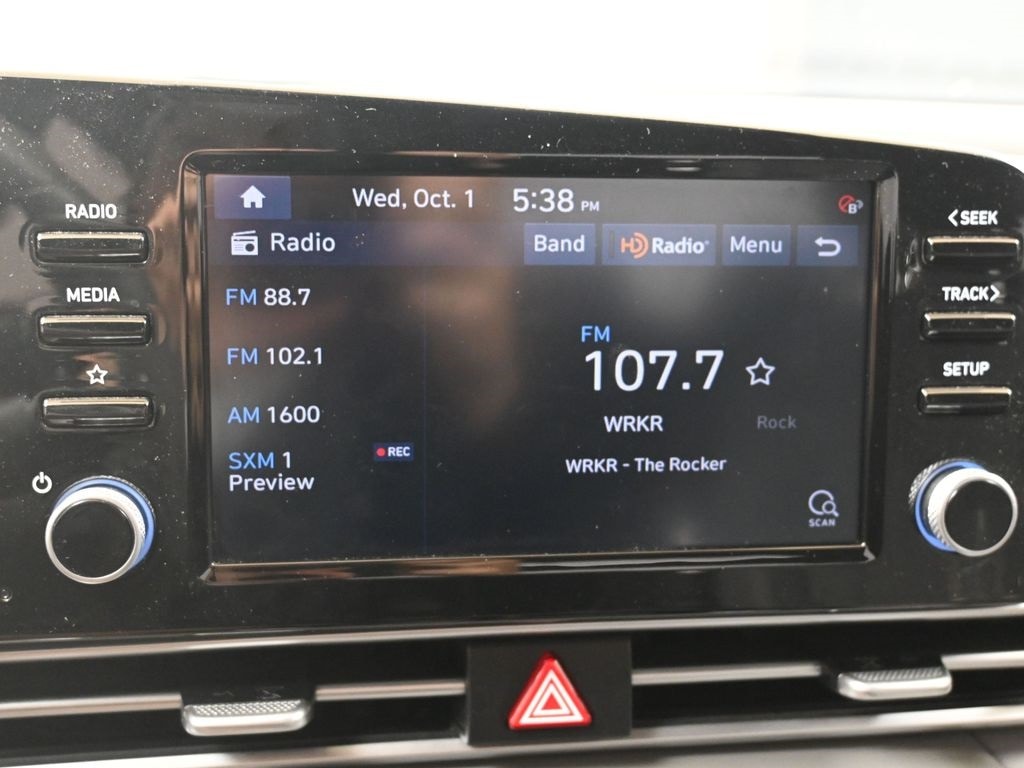 RADIO
MEDIA
Wed, Oct. 1 5:38 PM
B
Radio Band HD Radio Menu
FM 88.7
FM 102.1
AM 1600
SXM 1 REC
Preview
FM
107.7
WRKR Rock
WRKR - The Rocker
SCAN
<SEEK
TRACK>
SETUP